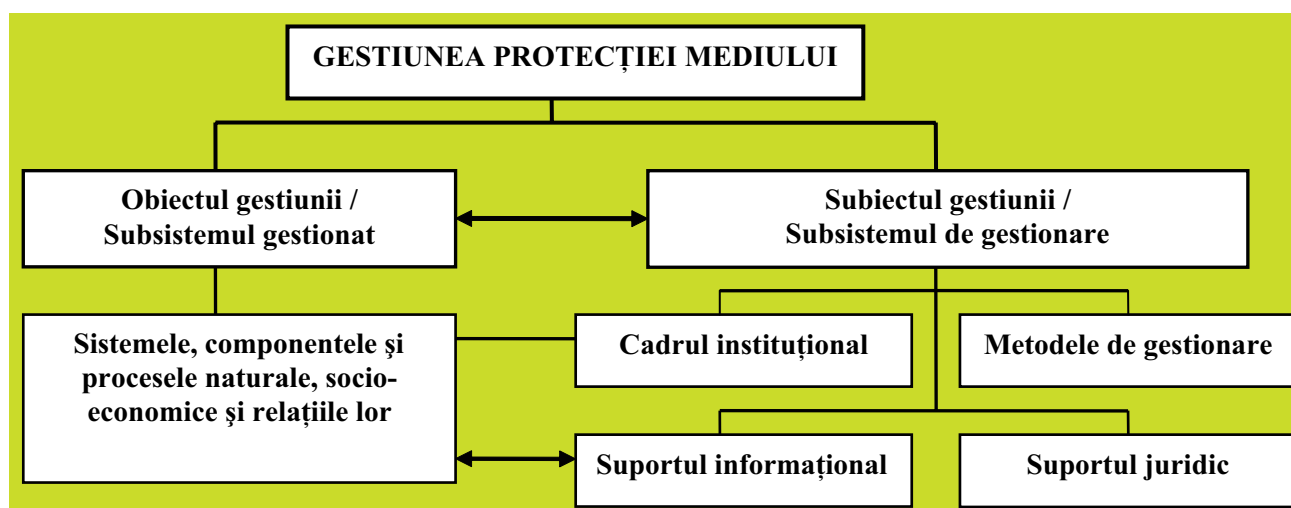 GESTIUNEA PROTECȚIEI MEDIULUI
Obiectul gestiunii /
Subsistemul gestionat
Subiectul gestiunii /
Subsistemul de gestionare
Sistemele, componentele şi
procesele naturale, socio-
economice şi relațiile lor
Cadrul instituțional
Metodele de gestionare
Suportul informațional
Suportul juridic